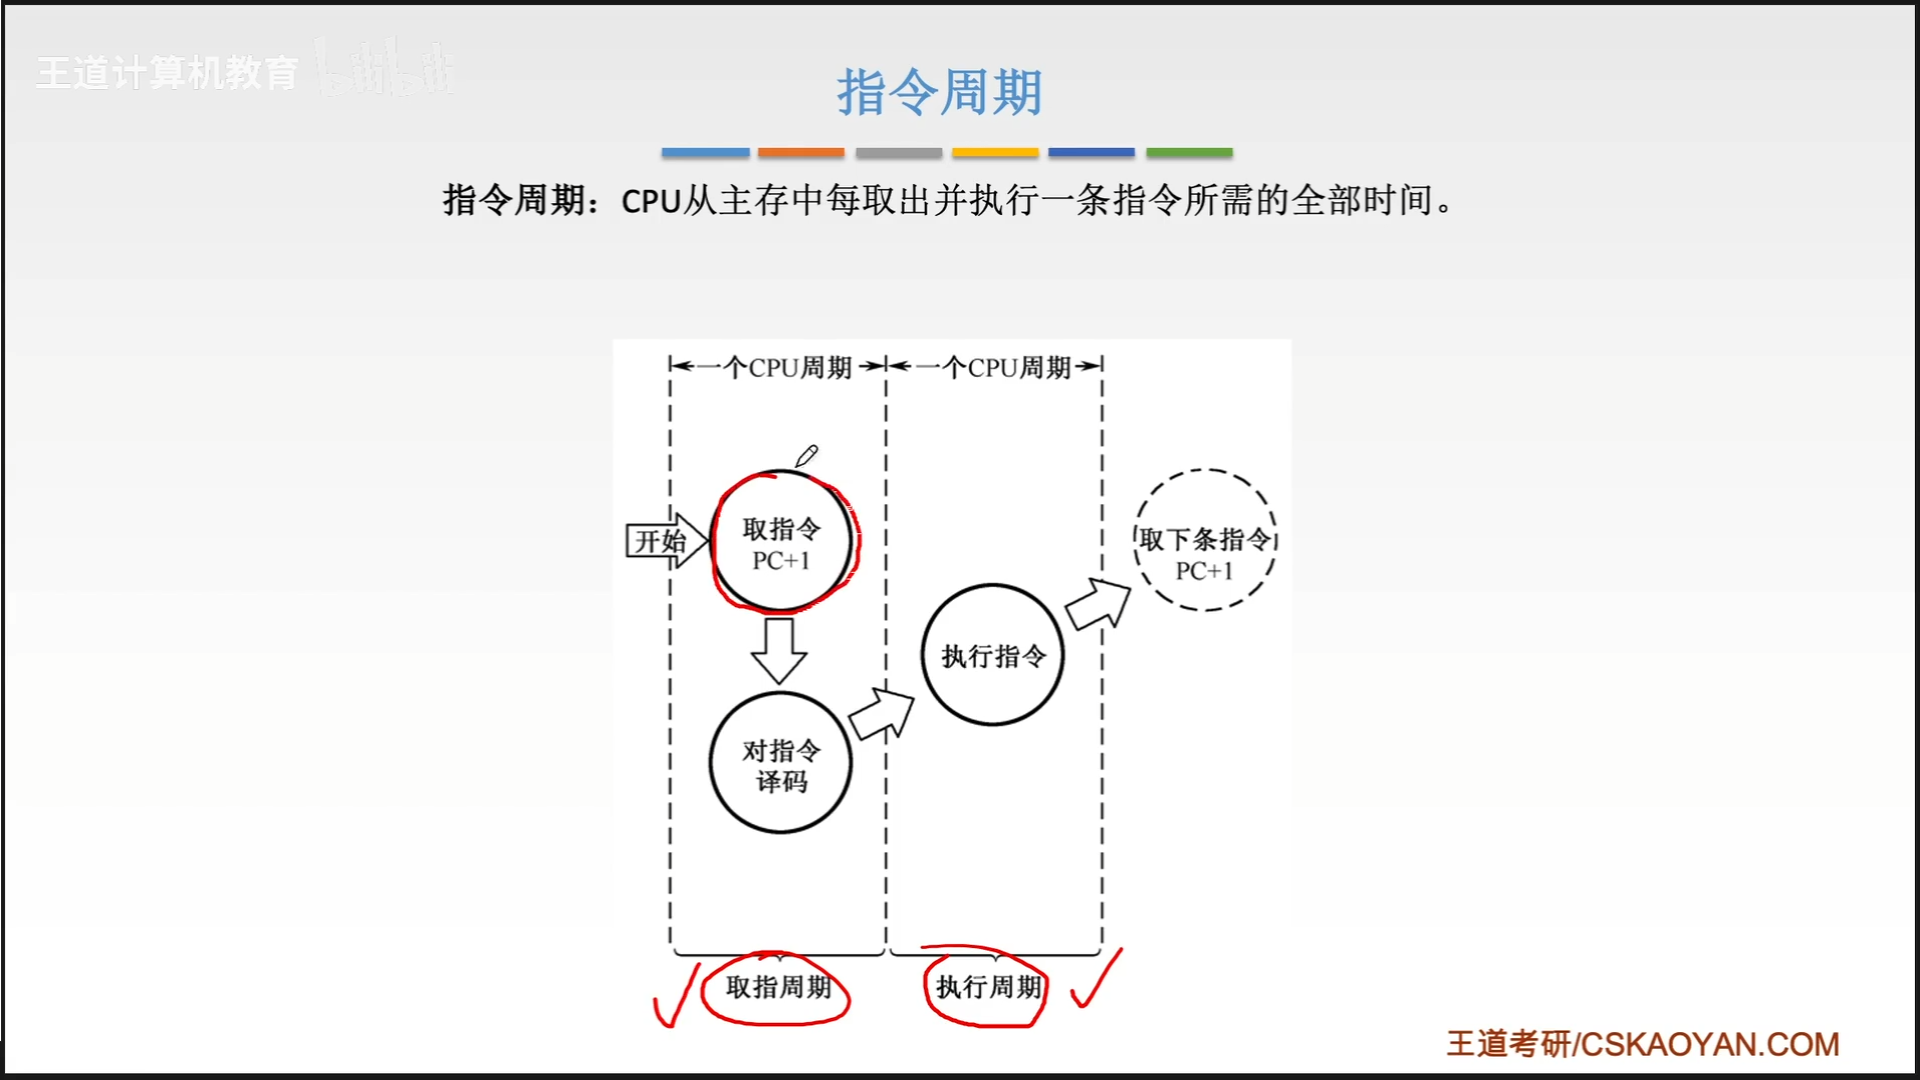 王道计算机教育 bilibili
指令周期
指令周期：CPU从主存中每取出并执行一条指令所需的全部时间。
一个CPU周期
一个CPU周期
开始
取指令
PC+1
对指令
译码
执行指令
取下条指令
PC+1
取指周期
执行周期
王道考研/CSKAOYAN.COM